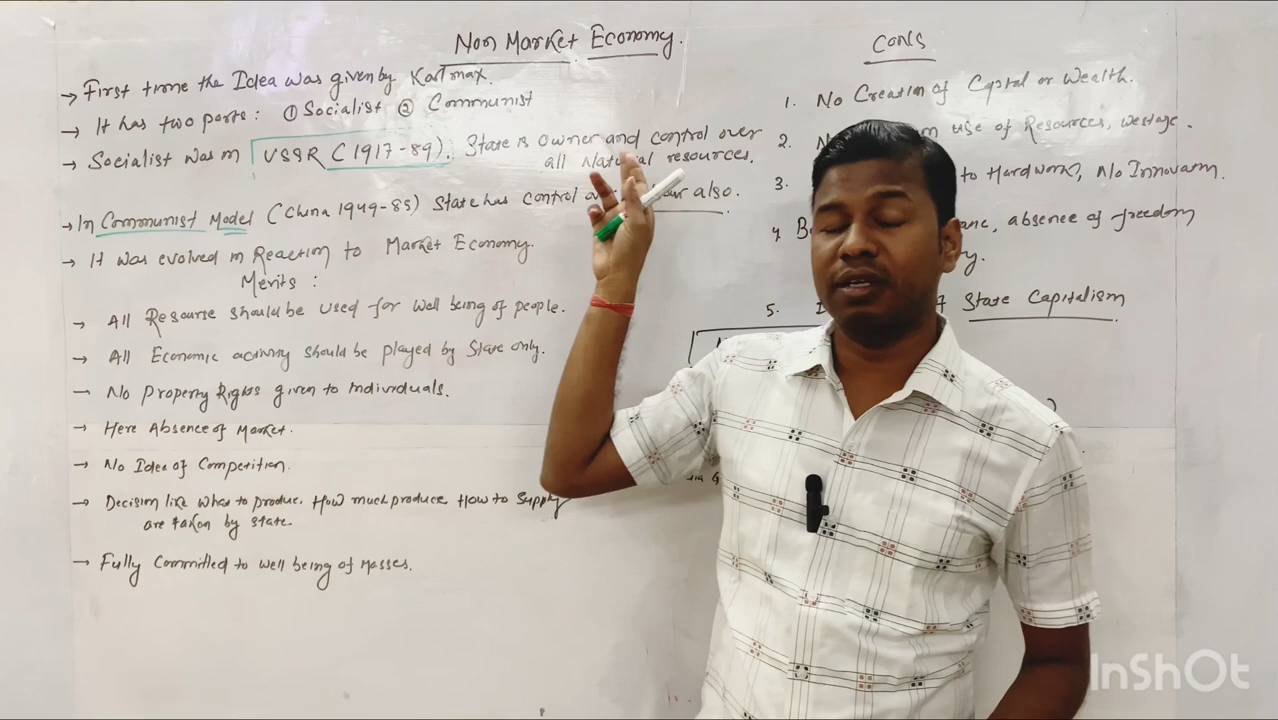 Non Market Economy.
→ First time the Idea was given by Karlmax.
→ It has two parts : ① Socialist ② Communist
→ Socialist was in USSR (1917-89). State is owner and control over
all Natural resources.
→ In Communist Model (China 1949-85) State has control also.
→ It was evolved in Reaction to Market Economy.
Merits :
→ All Resourse should be used for well being of people.
→ All Economic activity should be played by State only.
→ No Property Rights given to Individuals.
→ Here Absence of Market.
→ No Idea of Competition.
→ Decision like what to produce. How much produce How to Supply
are taken by state.
→ Fully Committed to well being of Masses.
CONS
1. No Creation of Capital or Wealth.
2. use of Resources, westage.
3. to Hardwork, No Innovation.
4 absence of freedom
5. State Capitalism
InShOt